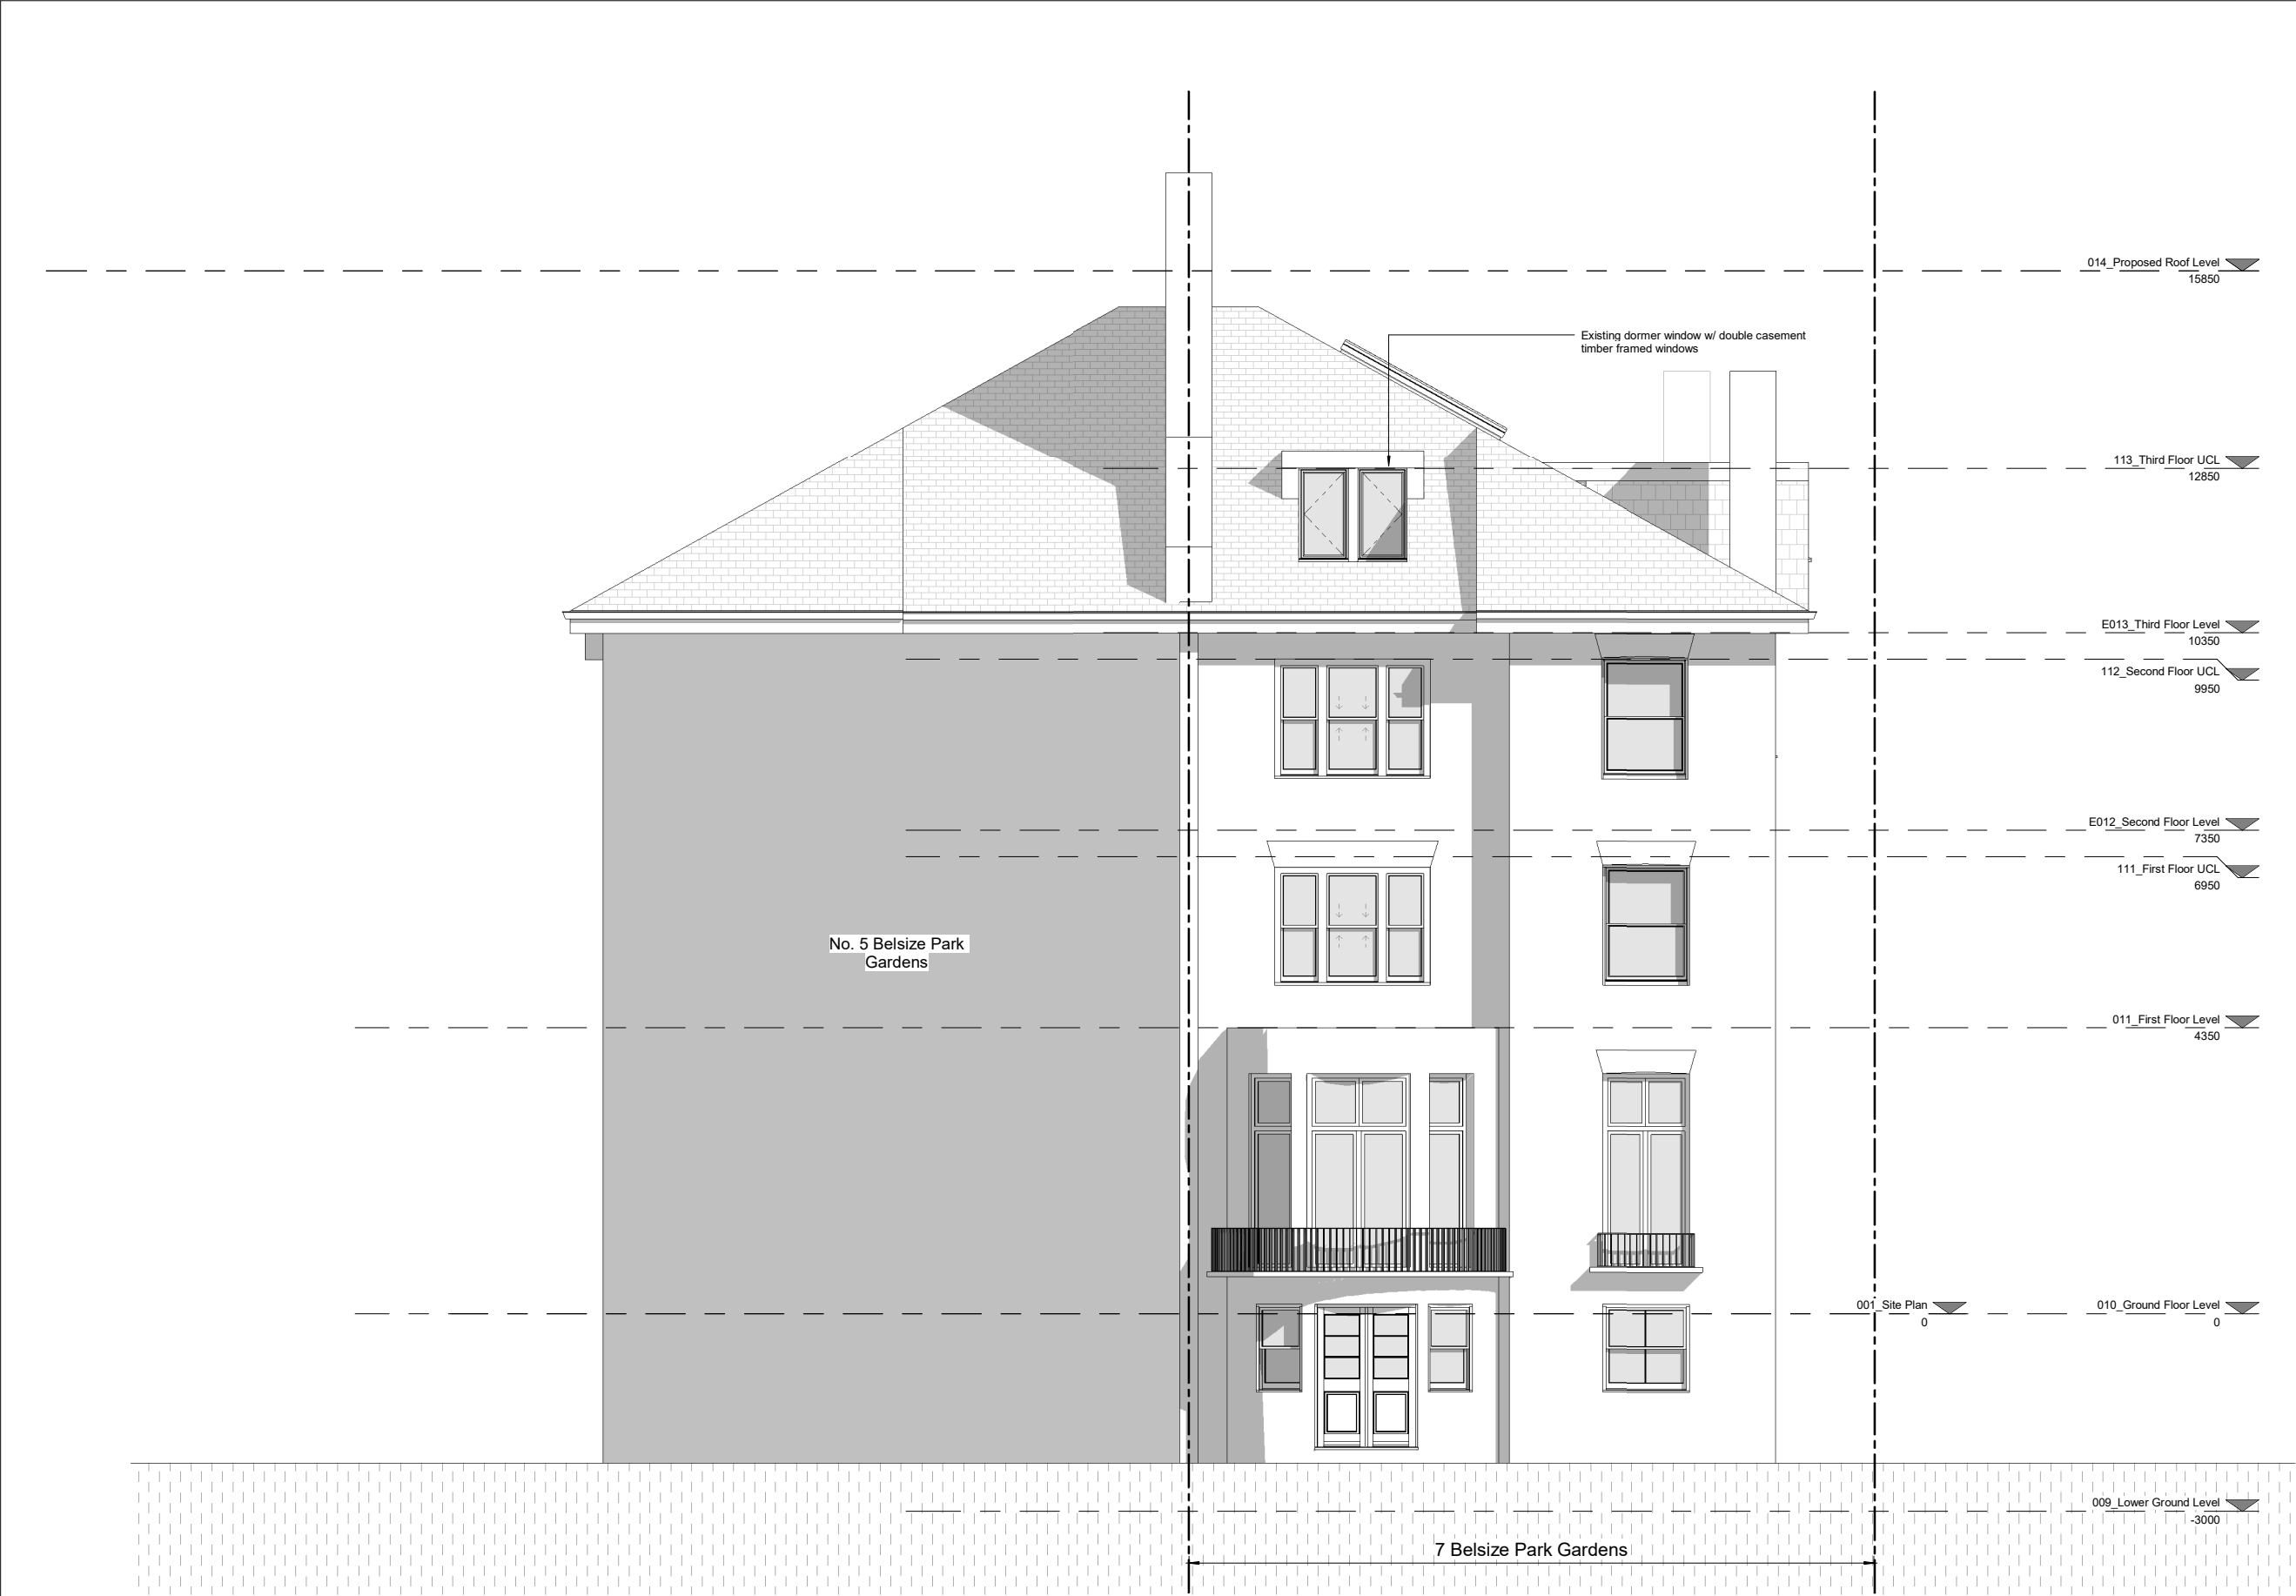 014_Proposed Roof Level
15850
Existing dormer window w/ double casement
timber framed windows
113_Third Floor UCL
12850
E013_Third Floor Level
10350
112_Second Floor UCL
9950
E012_Second Floor Level
7350
111_First Floor UCL
6950
No. 5 Belsize Park
Gardens
011_First Floor Level
4350
001_Site Plan
0
010_Ground Floor Level
0
009_Lower Ground Level
-3000
7 Belsize Park Gardens